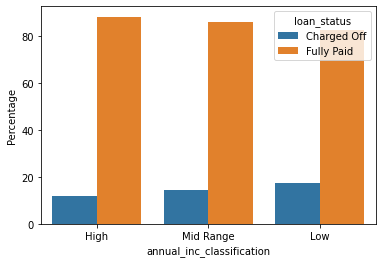 loan_status
Charged Off
Fully Paid
Percentage
80
60
40
20
0
High Mid Range Low
annual_inc_classification